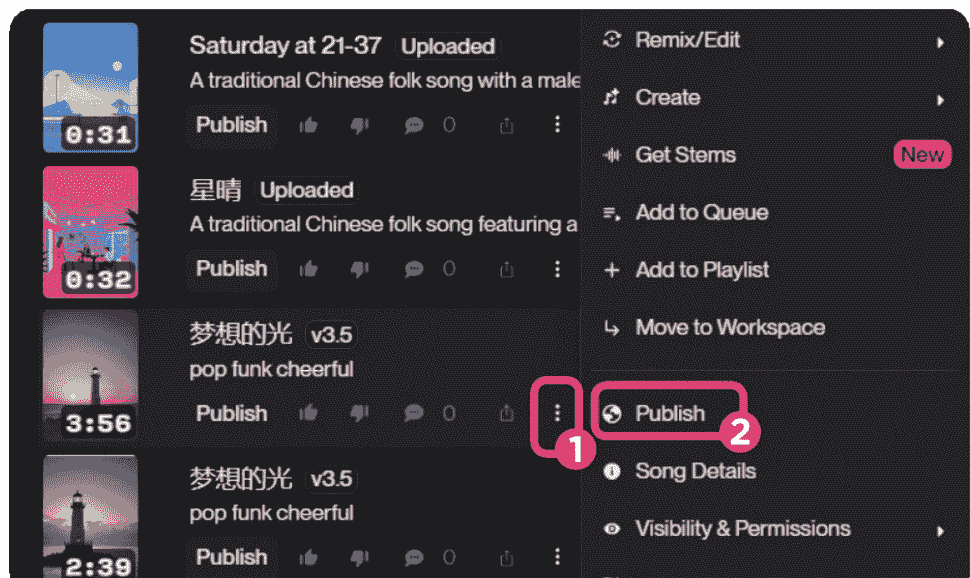 Saturday at 21-37 Uploaded
A traditional Chinese folk song with a male
0:31
Publish 0
星晴 Uploaded
A traditional Chinese folk song featuring a
0:32
Publish 0
梦想的光 v3.5
pop funk cheerful
3:56
Publish 0
梦想的光 v3.5
pop funk cheerful
2:39
Publish 0
Remix/Edit
Create
Get Stems New
Add to Queue
Add to Playlist
Move to Workspace
Publish
Song Details
Visibility & Permissions
1
2